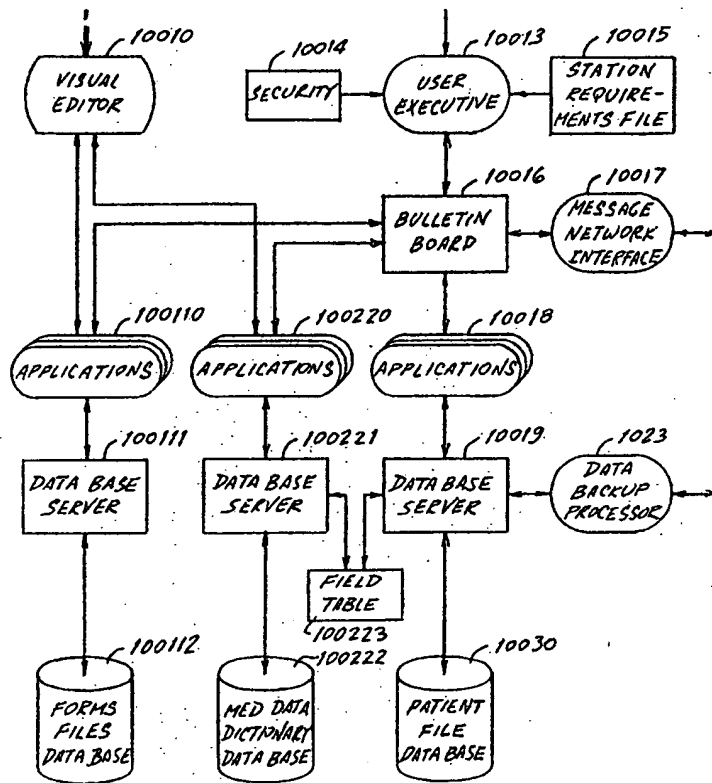 10010
10014
10013
10015
VISUAL
EDITOR
SECURITY
USER
EXECUTIVE
STATION
REQUIRE-
MENTS FILE
10016
10017
BULLETIN
BOARD
MESSAGE
NETWORK
INTERFACE
100110
100220
10018
APPLICATIONS
APPLICATIONS
APPLICATIONS
100111
100221
10019
1023
DATA BASE
SERVER
DATA BASE
SERVER
DATA BASE
SERVER
DATA
BACKUP
PROCESSOR
FIELD
TABLE
100223
100112
100222
10030
FORMS
FILES
DATA BASE
MED DATA
DICTIONARY
DATA BASE
PATIENT
FILE
DATA BASE